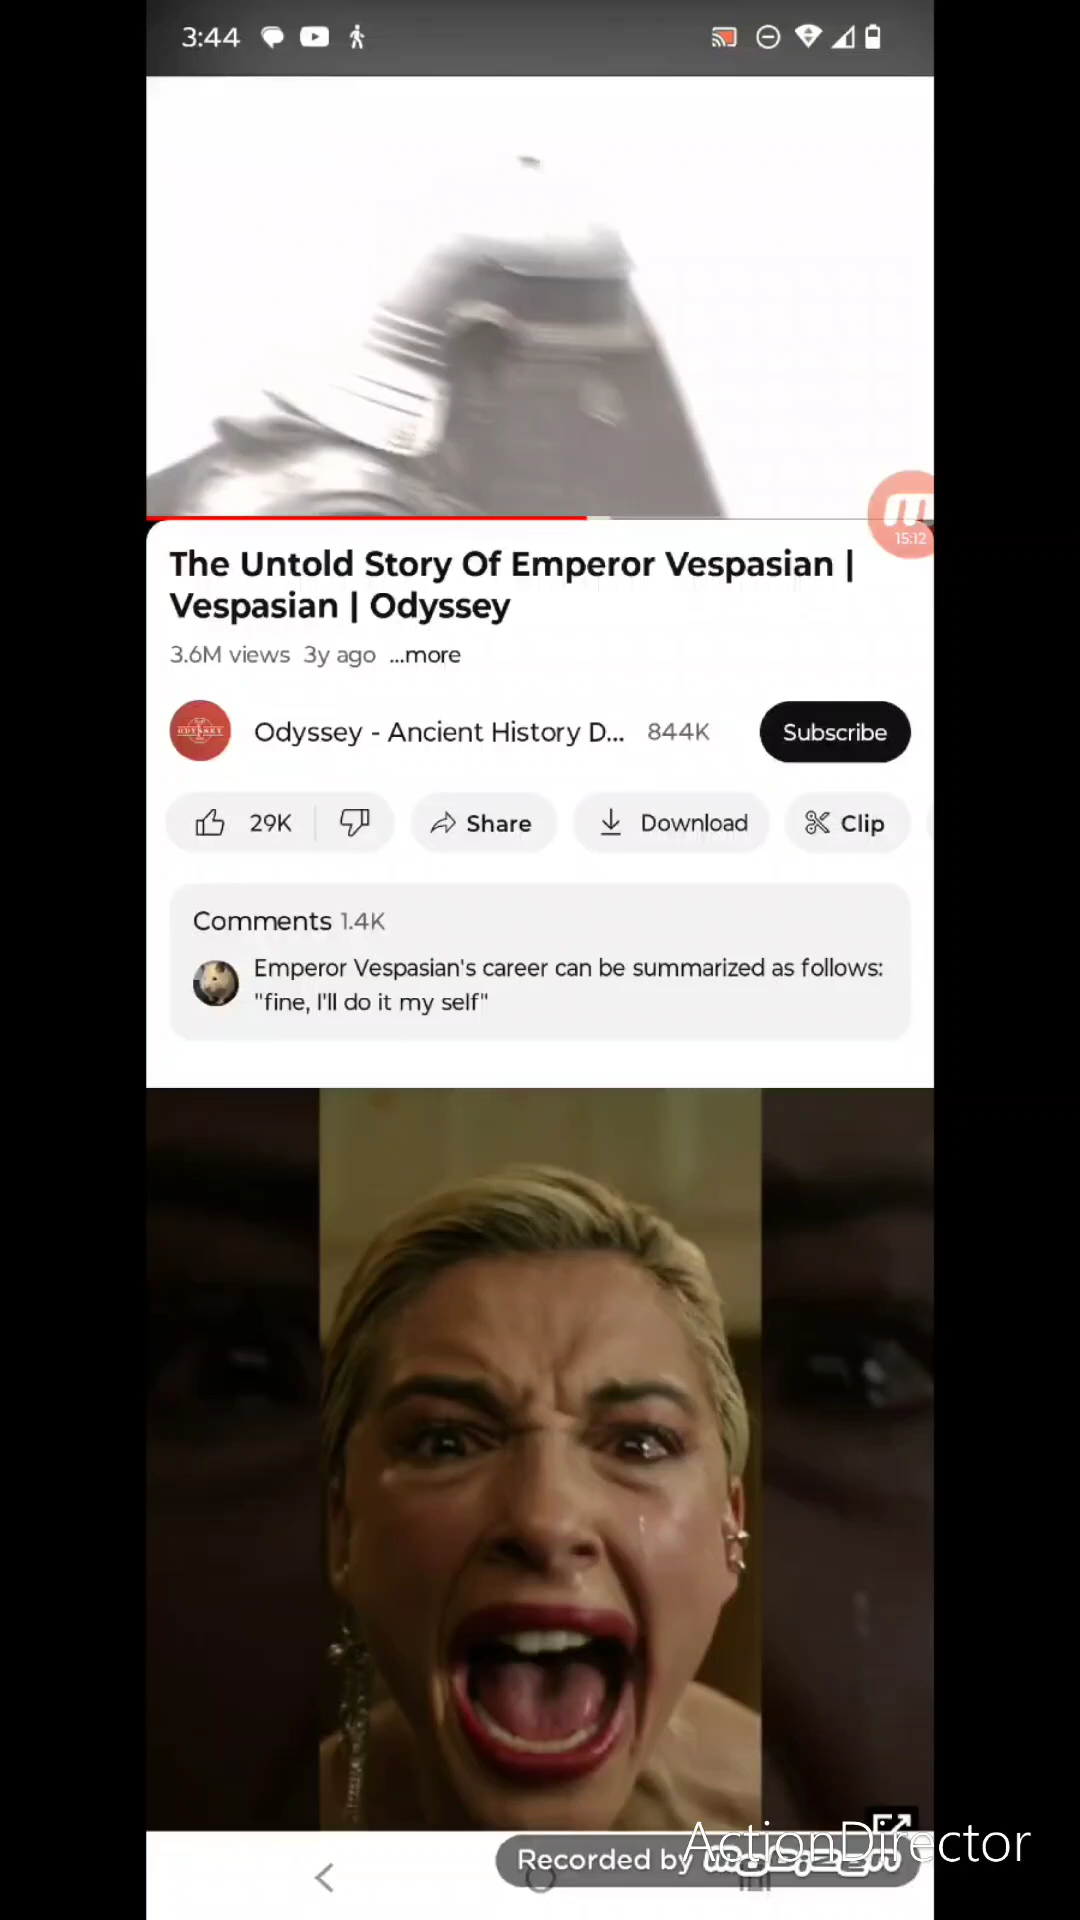 3:44
15:12
The Untold Story Of Emperor Vespasian |
Vespasian | Odyssey
3.6M views 3y ago ...more
ODYSSEY
Odyssey - Ancient History D... 844K
Subscribe
29K
Share
Download
Clip
Comments 1.4K
Emperor Vespasian's career can be summarized as follows:
"fine, I'll do it my self"
ActionDirector
Recorded by mobizen